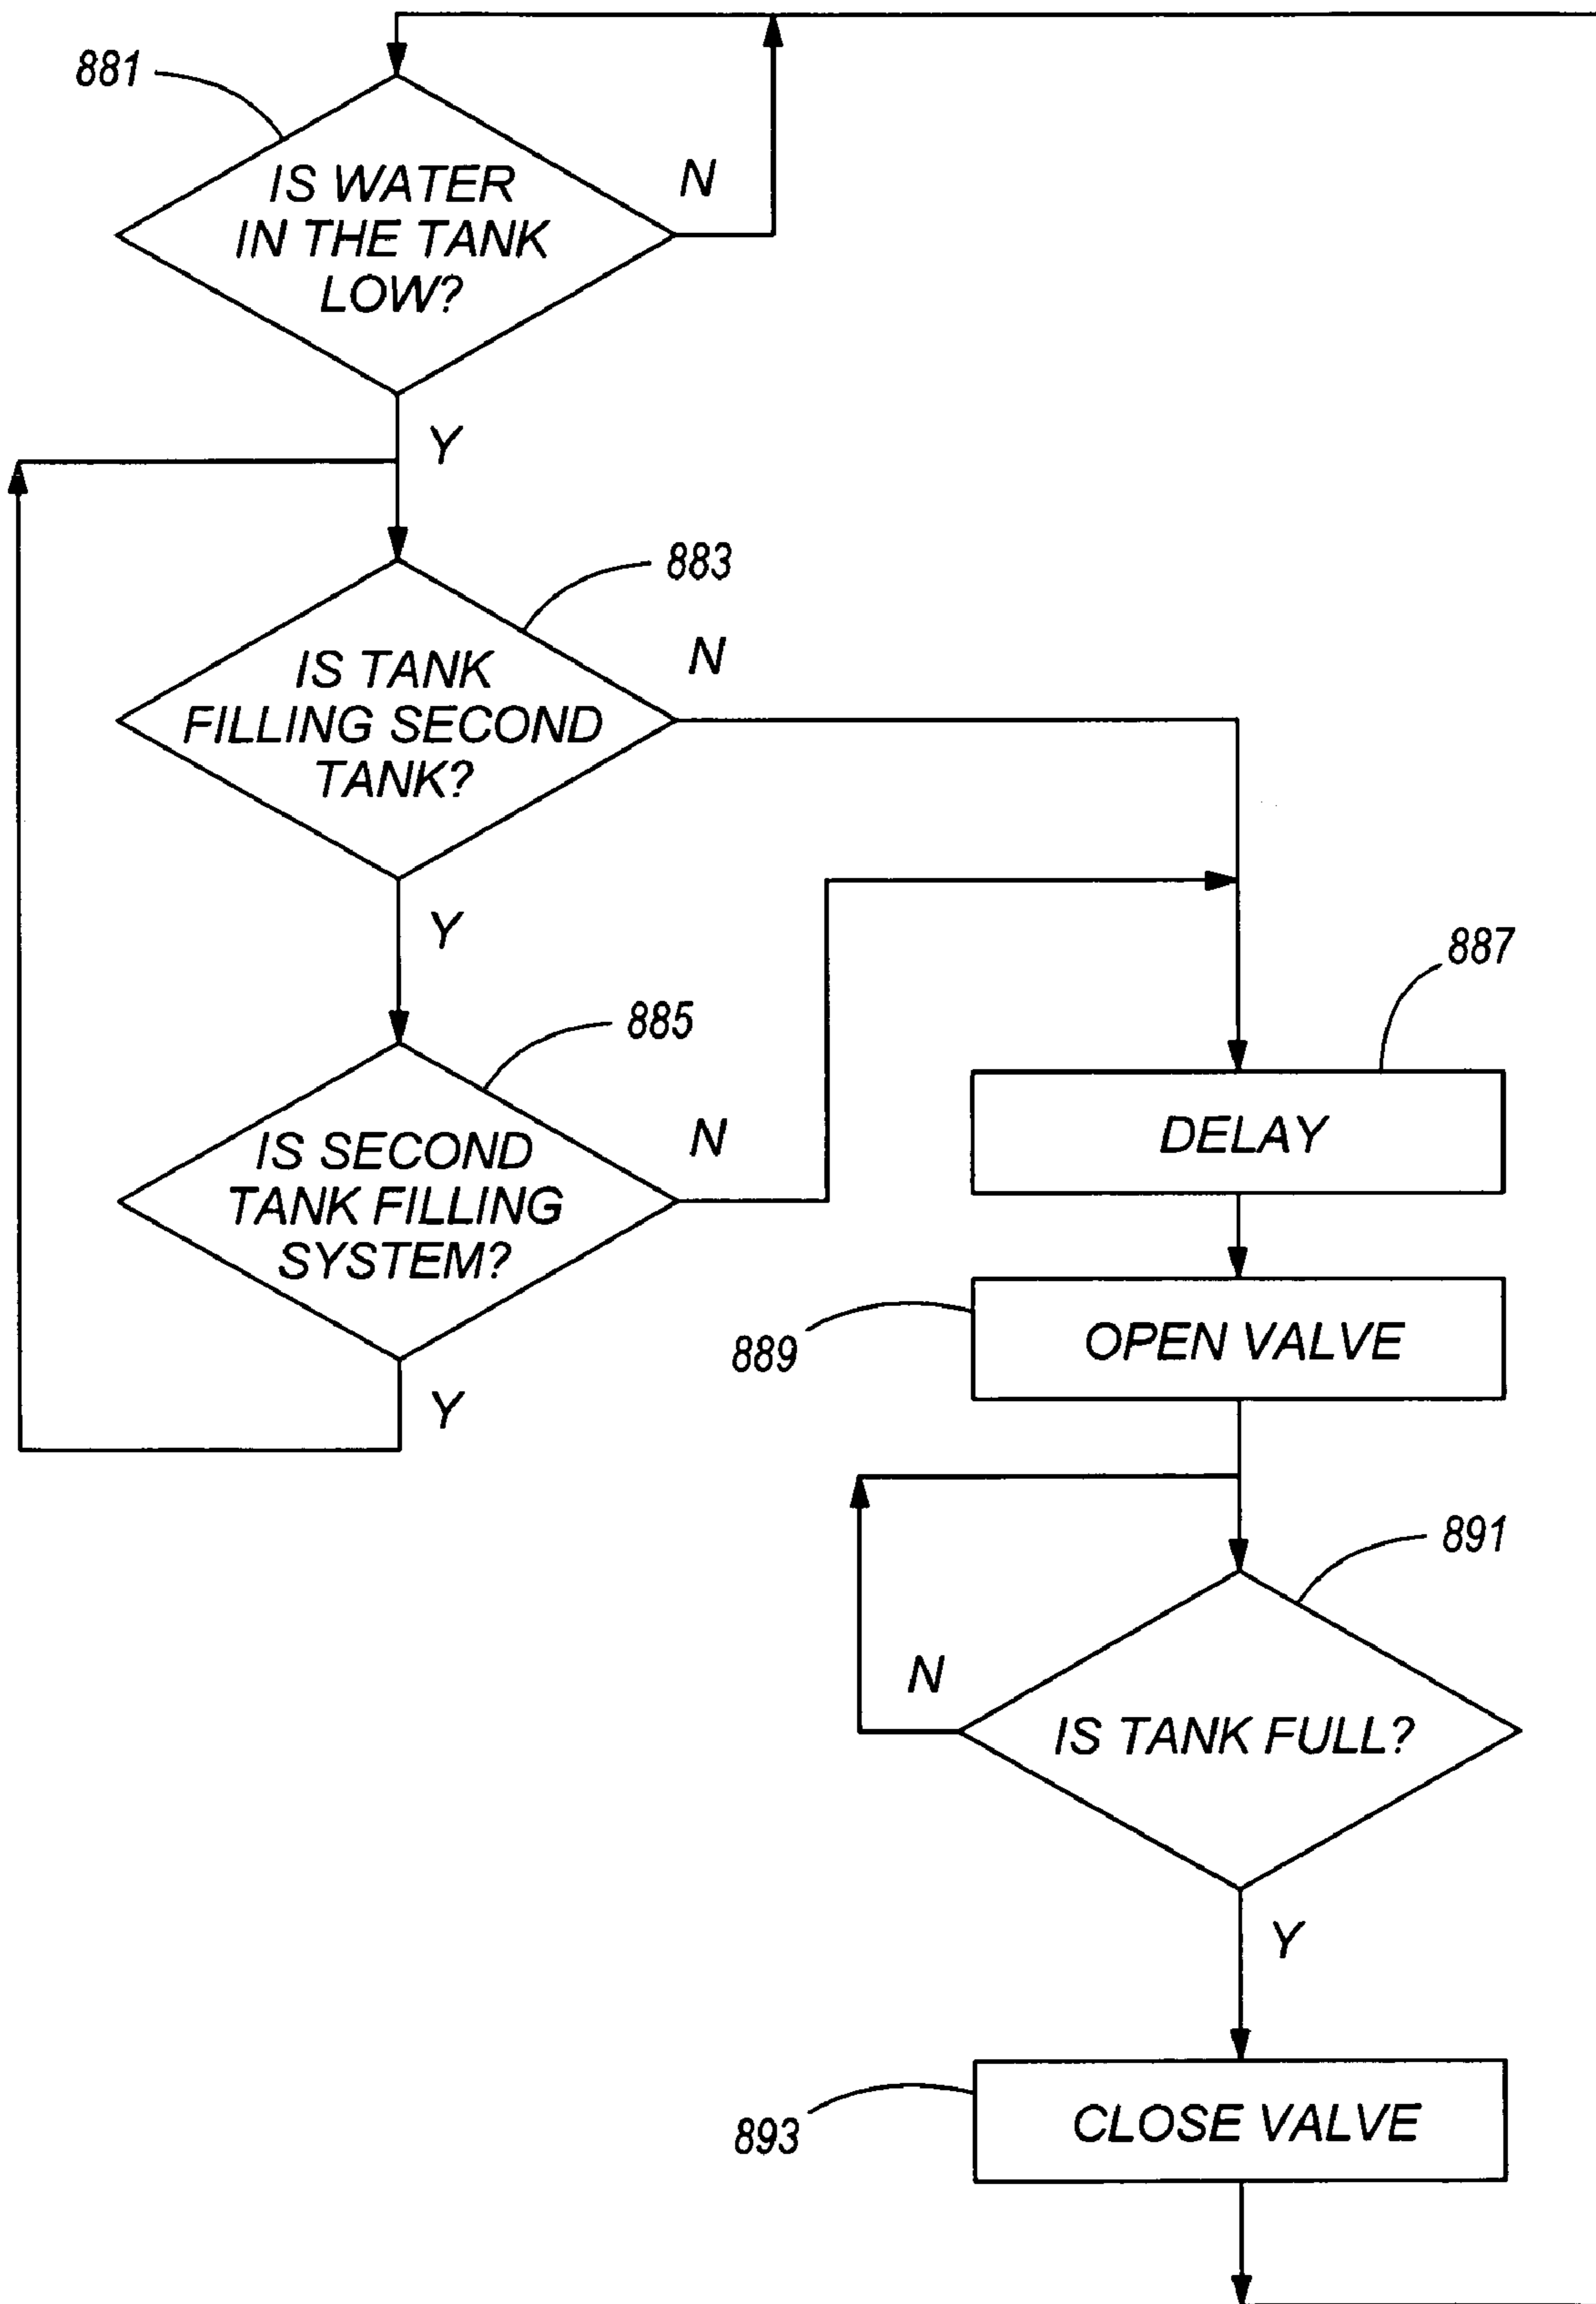 881
IS WATER
IN THE TANK
LOW?
N
Y
883
IS TANK
FILLING SECOND
TANK?
N
Y
885
IS SECOND
TANK FILLING
SYSTEM?
N
Y
887
DELAY
889
OPEN VALVE
891
IS TANK FULL?
N
Y
893
CLOSE VALVE